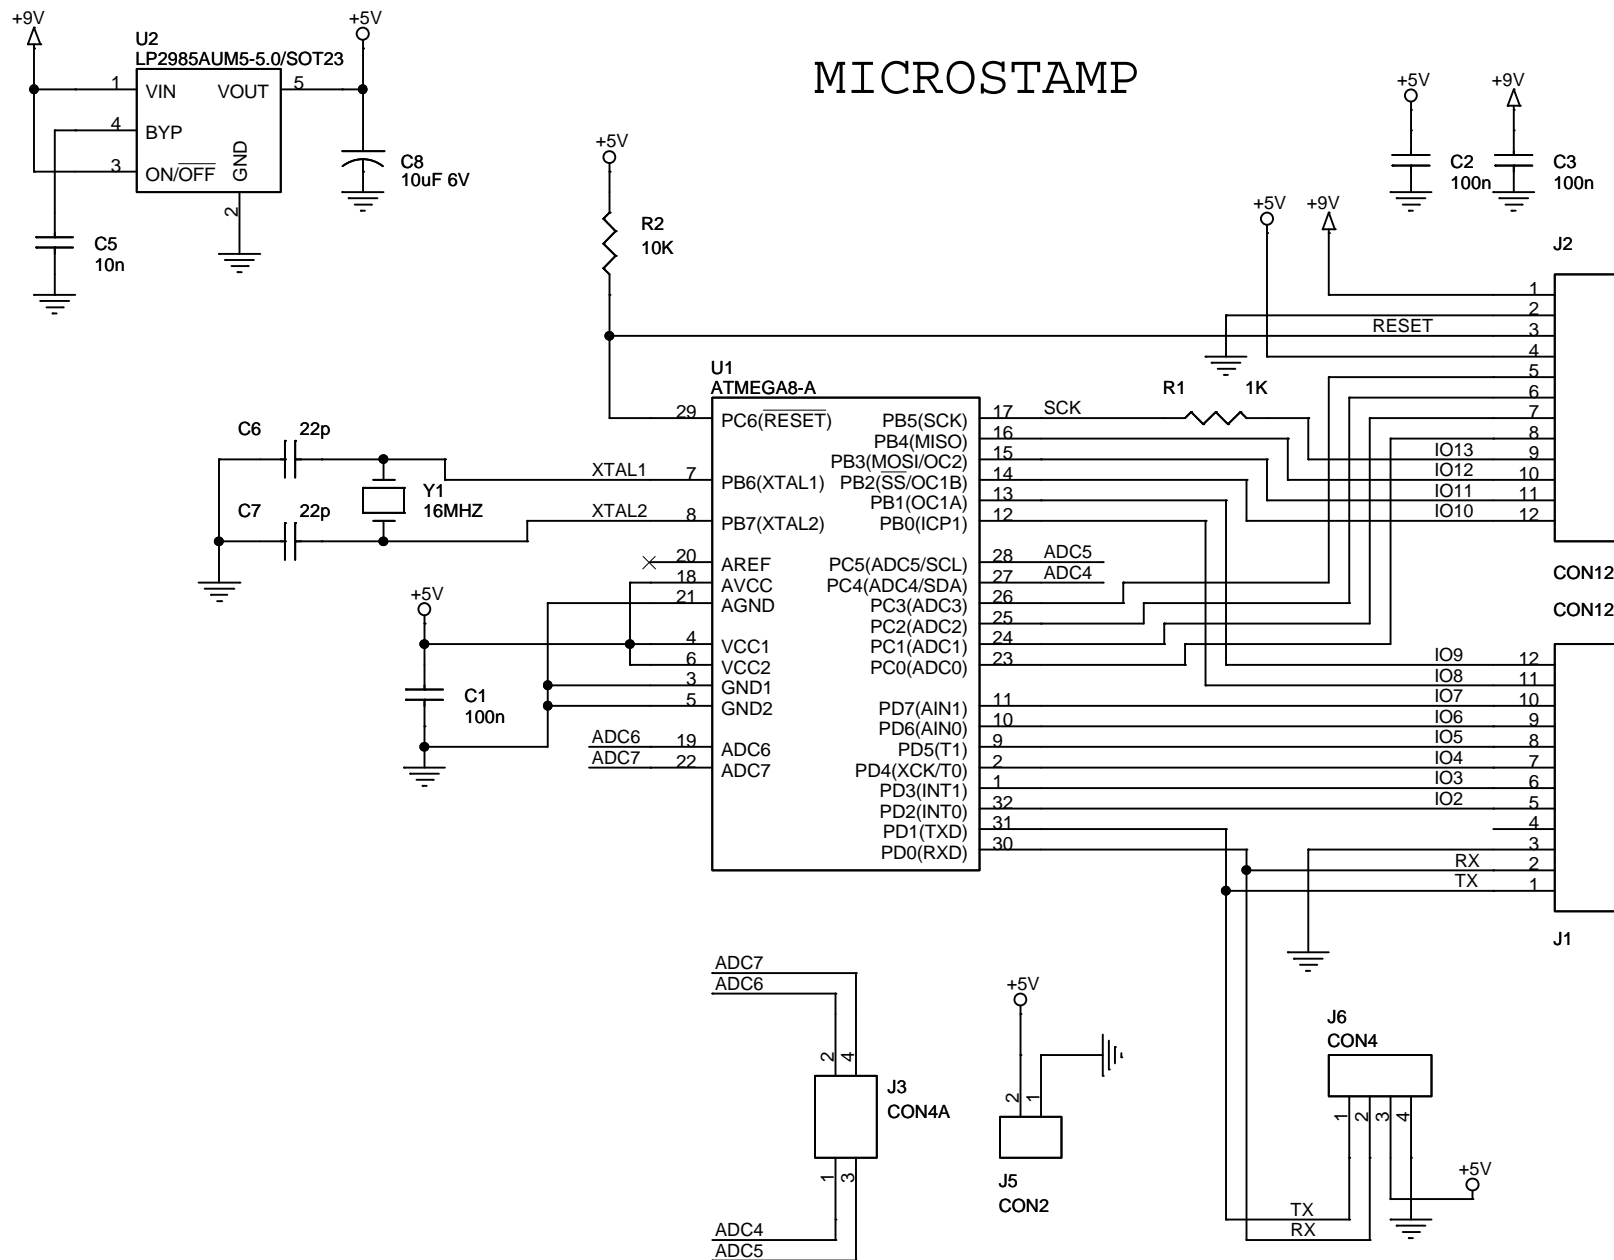 MICROSTAMP
+9V
+5V
U2
LP2985AUM5-5.0/SOT23
1 VIN VOUT 5
4 BYP
3 ON/OFF GND
2
C8
10uF 6V
C5
10n
+5V
R2
10K
+5V
+9V
C2
100n
C3
100n
+5V
+9V
J2
1
2
RESET 3
4
5
6
7
8
IO13 9
IO12 10
IO11 11
IO10 12
CON12
R1 1K
U1
ATMEGA8-A
29 PC6(RESET) PB5(SCK) 17 SCK
PB4(MISO) 16
PB3(MOSI/OC2) 15
XTAL1 7 PB6(XTAL1) PB2(SS/OC1B) 14
PB1(OC1A) 13
XTAL2 8 PB7(XTAL2) PB0(ICP1) 12
20 AREF PC5(ADC5/SCL) 28 ADC5
18 AVCC PC4(ADC4/SDA) 27 ADC4
21 AGND PC3(ADC3) 26
PC2(ADC2) 25
4 VCC1 PC1(ADC1) 24
6 VCC2 PC0(ADC0) 23
3 GND1
5 GND2 PD7(AIN1) 11
PD6(AIN0) 10
ADC6 19 ADC6 PD5(T1) 9
ADC7 22 ADC7 PD4(XCK/T0) 2
PD3(INT1) 1
PD2(INT0) 32
PD1(TXD) 31
PD0(RXD) 30
C6 22p
C7 22p
Y1
16MHZ
+5V
C1
100n
CON12
IO9 12
IO8 11
IO7 10
IO6 9
IO5 8
IO4 7
IO3 6
IO2 5
4
3
RX 2
TX 1
J1
ADC7
ADC6
2 4
J3
CON4A
1 3
ADC4
ADC5
+5V
2 1
J5
CON2
J6
CON4
1 2 3 4
+5V
TX
RX